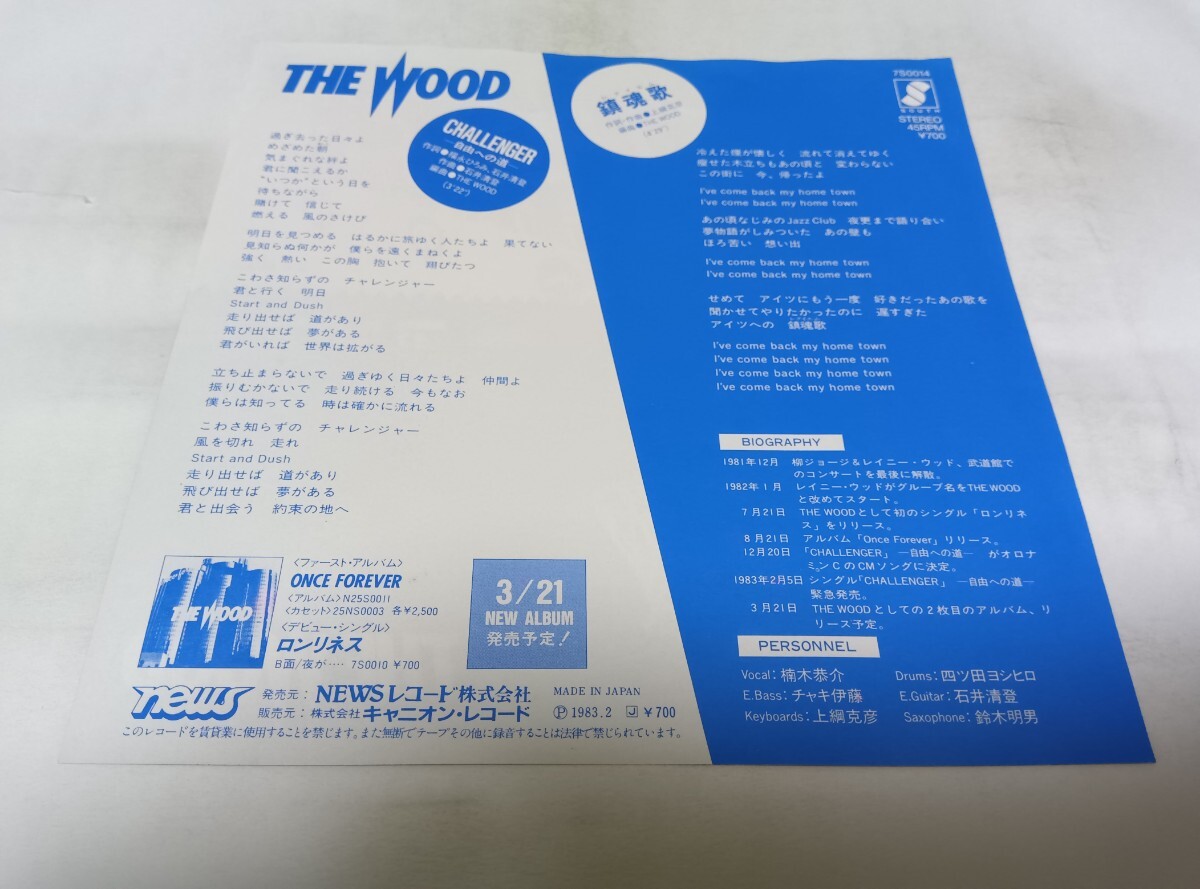 THE WOOD
CHALLENGER
—自由への道—
作詞●福永ひろみ、石井清登
作曲●石井清登
編曲●THE WOOD
(3'22")
過ぎ去った日々よ
めざめた朝
気まぐれな絆よ
君に聞こえるか
"いつか"という日を
待ちながら
賭けて 信じて
燃える 風のさけび
明日を見つめる はるかに旅ゆく人たちよ 果てない
見知らぬ何かが 僕らを遠くまねくよ
強く 熱い この胸 抱いて 翔びたつ
こわさ知らずの チャレンジャー
君と行く 明日
Start and Dush
走り出せば 道があり
飛び出せば 夢がある
君がいれば 世界は拡がる
立ち止まらないで 過ぎゆく日々たちよ 仲間よ
振りむかないで 走り続ける 今もなお
僕らは知ってる 時は確かに流れる
こわさ知らずの チャレンジャー
風を切れ 走れ
Start and Dush
走り出せば 道があり
飛び出せば 夢がある
君と出会う 約束の地へ
THE WOOD
〈ファースト・アルバム〉
ONCE FOREVER
〈アルバム〉N25S0011
〈カセット〉25NS0003 各¥2,500
〈デビュー・シングル〉
ロンリネス
B面/夜が‥‥ 7S0010 ¥700
3/21
NEW ALBUM
発売予定!
news
発売元:NEWSレコード株式会社
販売元:株式会社キャニオン・レコード
MADE IN JAPAN
Ⓟ1983.2 J ¥700
このレコードを賃貸業に使用することを禁じます。また無断でテープその他に録音することは法律で禁じられています。
鎮魂歌
作詞・作曲●上綱克彦
編曲●THE WOOD
7S0014
S
SOUTH
STEREO
45RPM
¥700
冷えた煙が懐しく 流れて消えてゆく
瘦せた木立ちもあの頃と 変わらない
この街に 今、帰ったよ
I've come back my home town
I've come back my home town
あの頃なじみのJazz Club 夜更まで語り合い
夢物語がしみついた あの壁も
ほろ苦い 想い出
I've come back my home town
I've come back my home town
せめて アイツにもう一度 好きだったあの歌を
聞かせてやりたかったのに 遅すぎた
アイツへの 鎮魂歌
I've come back my home town
I've come back my home town
I've come back my home town
I've come back my home town
BIOGRAPHY
1981年12月 柳ジョージ&レイニー・ウッド、武道館で
のコンサートを最後に解散。
1982年1月 レイニー・ウッドがグループ名をTHE WOOD
と改めてスタート。
7月21日 THE WOODとして初のシングル「ロンリネ
ス」をリリース。
8月21日 アルバム「Once Forever」リリース。
12月20日 「CHALLENGER」—自由への道— がオロナ
ミンCのCMソングに決定。
1983年2月5日 シングル「CHALLENGER」—自由への道—
緊急発売。
3月21日 THE WOODとしての2枚目のアルバム、リ
リース予定。
PERSONNEL
Vocal:楠木恭介 Drums:四ツ田ヨシヒロ
E.Bass:チャキ伊藤 E.Guitar:石井清登
Keyboards:上綱克彦 Saxophone:鈴木明男